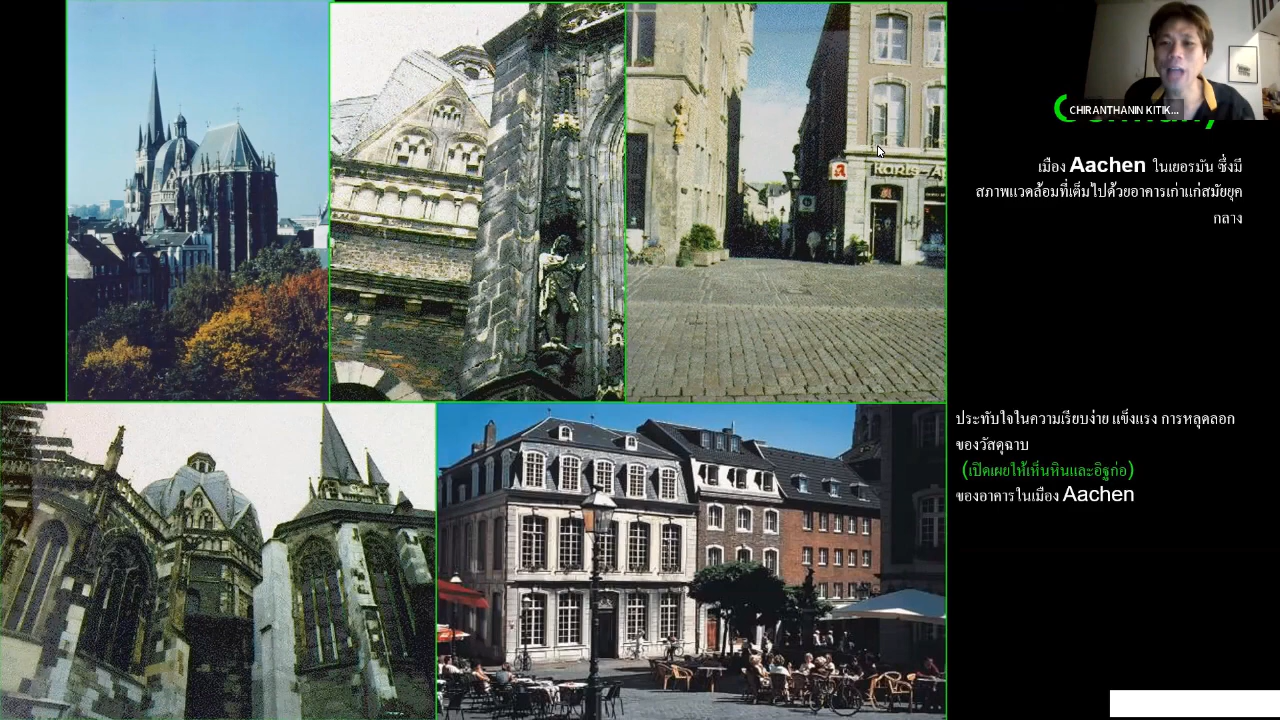 CHIRANTHANIN KITIK...
เมือง Aachen ในเยอรมัน ซึ่งมี
สภาพแวดล้อมที่เต็มไปด้วยอาคารเก่าแก่สมัยยุค
กลาง
ประทับใจในความเรียบง่าย แข็งแรง การหลุดลอก
ของวัสดุฉาบ
(เปิดเผยให้เห็นหินและอิฐก่อ)
ของอาคารในเมือง Aachen